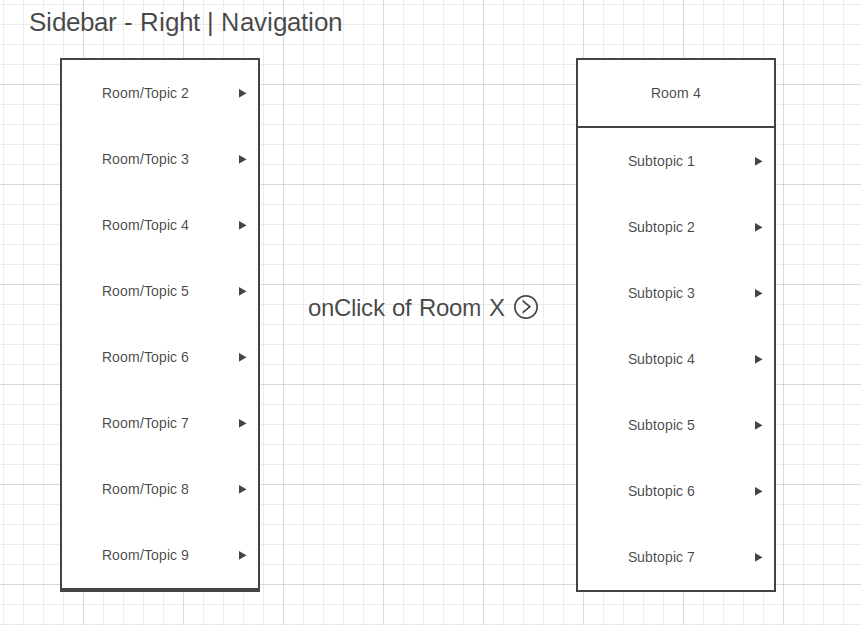 Sidebar - Right | Navigation
Room/Topic 2
Room/Topic 3
Room/Topic 4
Room/Topic 5
Room/Topic 6
Room/Topic 7
Room/Topic 8
Room/Topic 9
onClick of Room X
Room 4
Subtopic 1
Subtopic 2
Subtopic 3
Subtopic 4
Subtopic 5
Subtopic 6
Subtopic 7